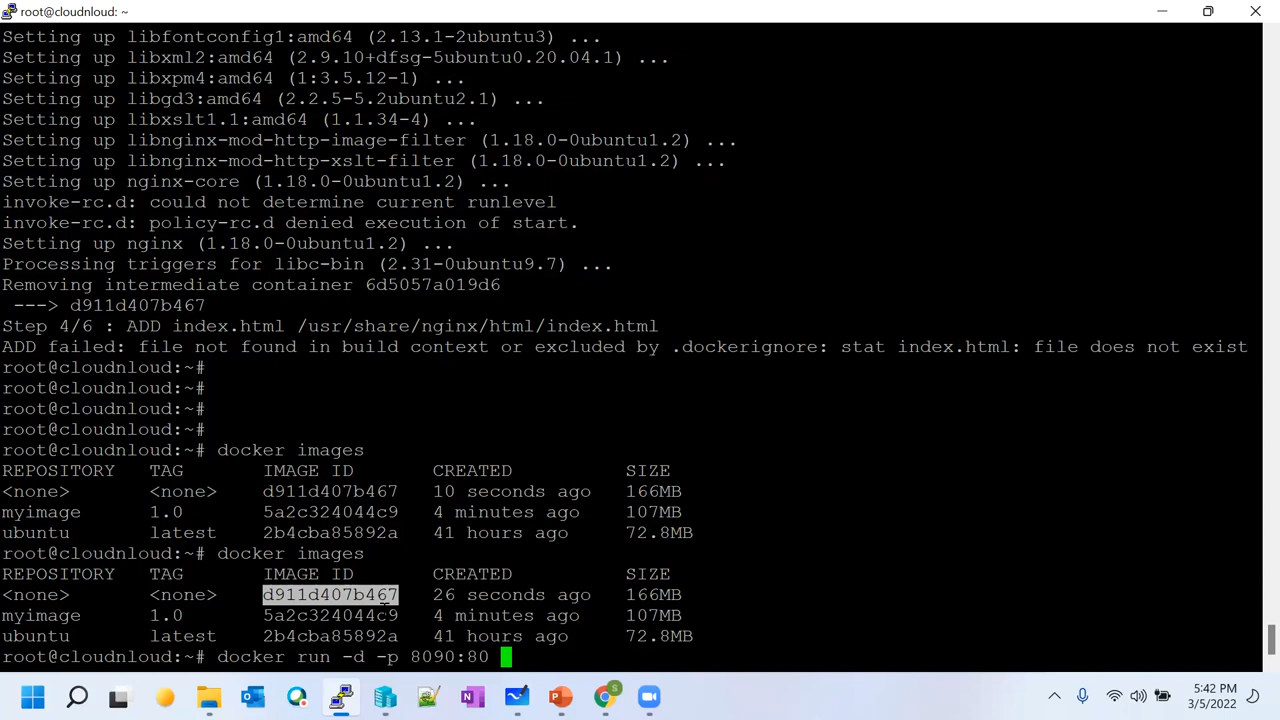 root@cloudnloud: ~
Setting up libfontconfig1:amd64 (2.13.1-2ubuntu3) ...
Setting up libxml2:amd64 (2.9.10+dfsg-5ubuntu0.20.04.1) ...
Setting up libxpm4:amd64 (1:3.5.12-1) ...
Setting up libgd3:amd64 (2.2.5-5.2ubuntu2.1) ...
Setting up libxslt1.1:amd64 (1.1.34-4) ...
Setting up libnginx-mod-http-image-filter (1.18.0-0ubuntu1.2) ...
Setting up libnginx-mod-http-xslt-filter (1.18.0-0ubuntu1.2) ...
Setting up nginx-core (1.18.0-0ubuntu1.2) ...
invoke-rc.d: could not determine current runlevel
invoke-rc.d: policy-rc.d denied execution of start.
Setting up nginx (1.18.0-0ubuntu1.2) ...
Processing triggers for libc-bin (2.31-0ubuntu9.7) ...
Removing intermediate container 6d5057a019d6
 ---> d911d407b467
Step 4/6 : ADD index.html /usr/share/nginx/html/index.html
ADD failed: file not found in build context or excluded by .dockerignore: stat index.html: file does not exist
root@cloudnloud:~#
root@cloudnloud:~#
root@cloudnloud:~#
root@cloudnloud:~#
root@cloudnloud:~# docker images
REPOSITORY TAG IMAGE ID CREATED SIZE
<none> <none> d911d407b467 10 seconds ago 166MB
myimage 1.0 5a2c324044c9 4 minutes ago 107MB
ubuntu latest 2b4cba85892a 41 hours ago 72.8MB
root@cloudnloud:~# docker images
REPOSITORY TAG IMAGE ID CREATED SIZE
<none> <none> d911d407b467 26 seconds ago 166MB
myimage 1.0 5a2c324044c9 4 minutes ago 107MB
ubuntu latest 2b4cba85892a 41 hours ago 72.8MB
root@cloudnloud:~# docker run -d -p 8090:80
5:42 PM
3/5/2022